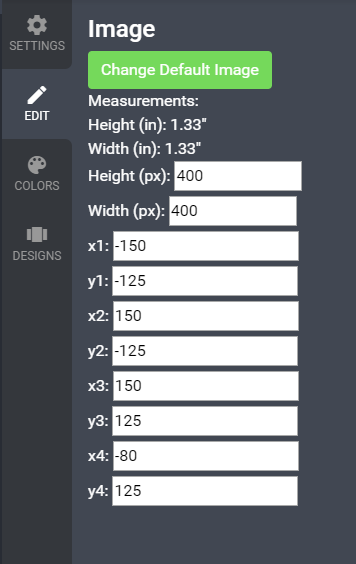 SETTINGS
EDIT
COLORS
DESIGNS
Image
Change Default Image
Measurements:
Height (in): 1.33"
Width (in): 1.33"
Height (px): 400
Width (px): 400
x1: -150
y1: -125
x2: 150
y2: -125
x3: 150
y3: 125
x4: -80
y4: 125